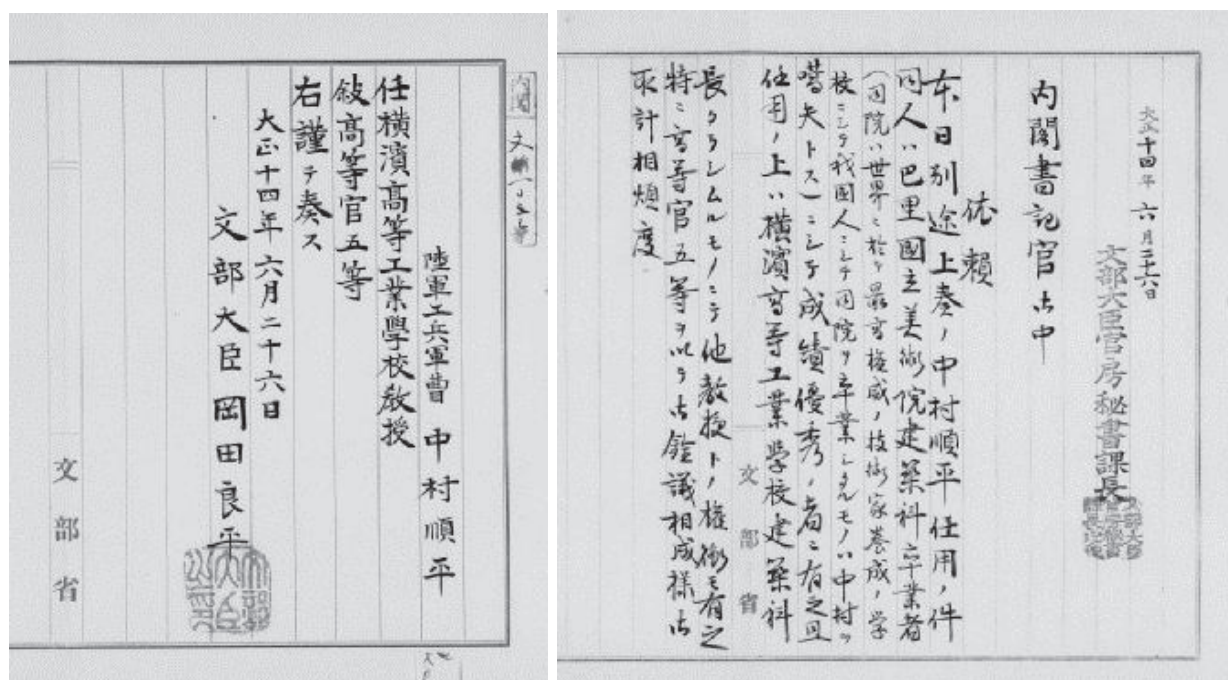 陸軍工兵軍曹 中村順平
任横濱高等工業學校敎授
敍高等官五等
右謹テ奏ス
大正十四年六月二十六日
文部大臣 岡田良平
文部省
大正十四年 六月二十六日
文部大臣官房秘書課長
内閣書記官 御中
依賴
本日別途上奏ノ中村順平任用ノ件
同人ハ巴里國立美術院建築科卒業者
(同院ハ世界ニ於ケル最高権威ノ技術家養成ノ学
校ニシテ我國人ニシテ同院ヲ卒業シタルモノハ中村ヲ
嚆矢トス)ニシテ成績優秀ノ者ニ有之且
任用ノ上ハ横濱高等工業学校建築科
長タラシムルモノニテ他教授トノ権衡モ有之
特ニ高等官五等ヲ以テ御銓議相成様御
取計相煩度
文部省